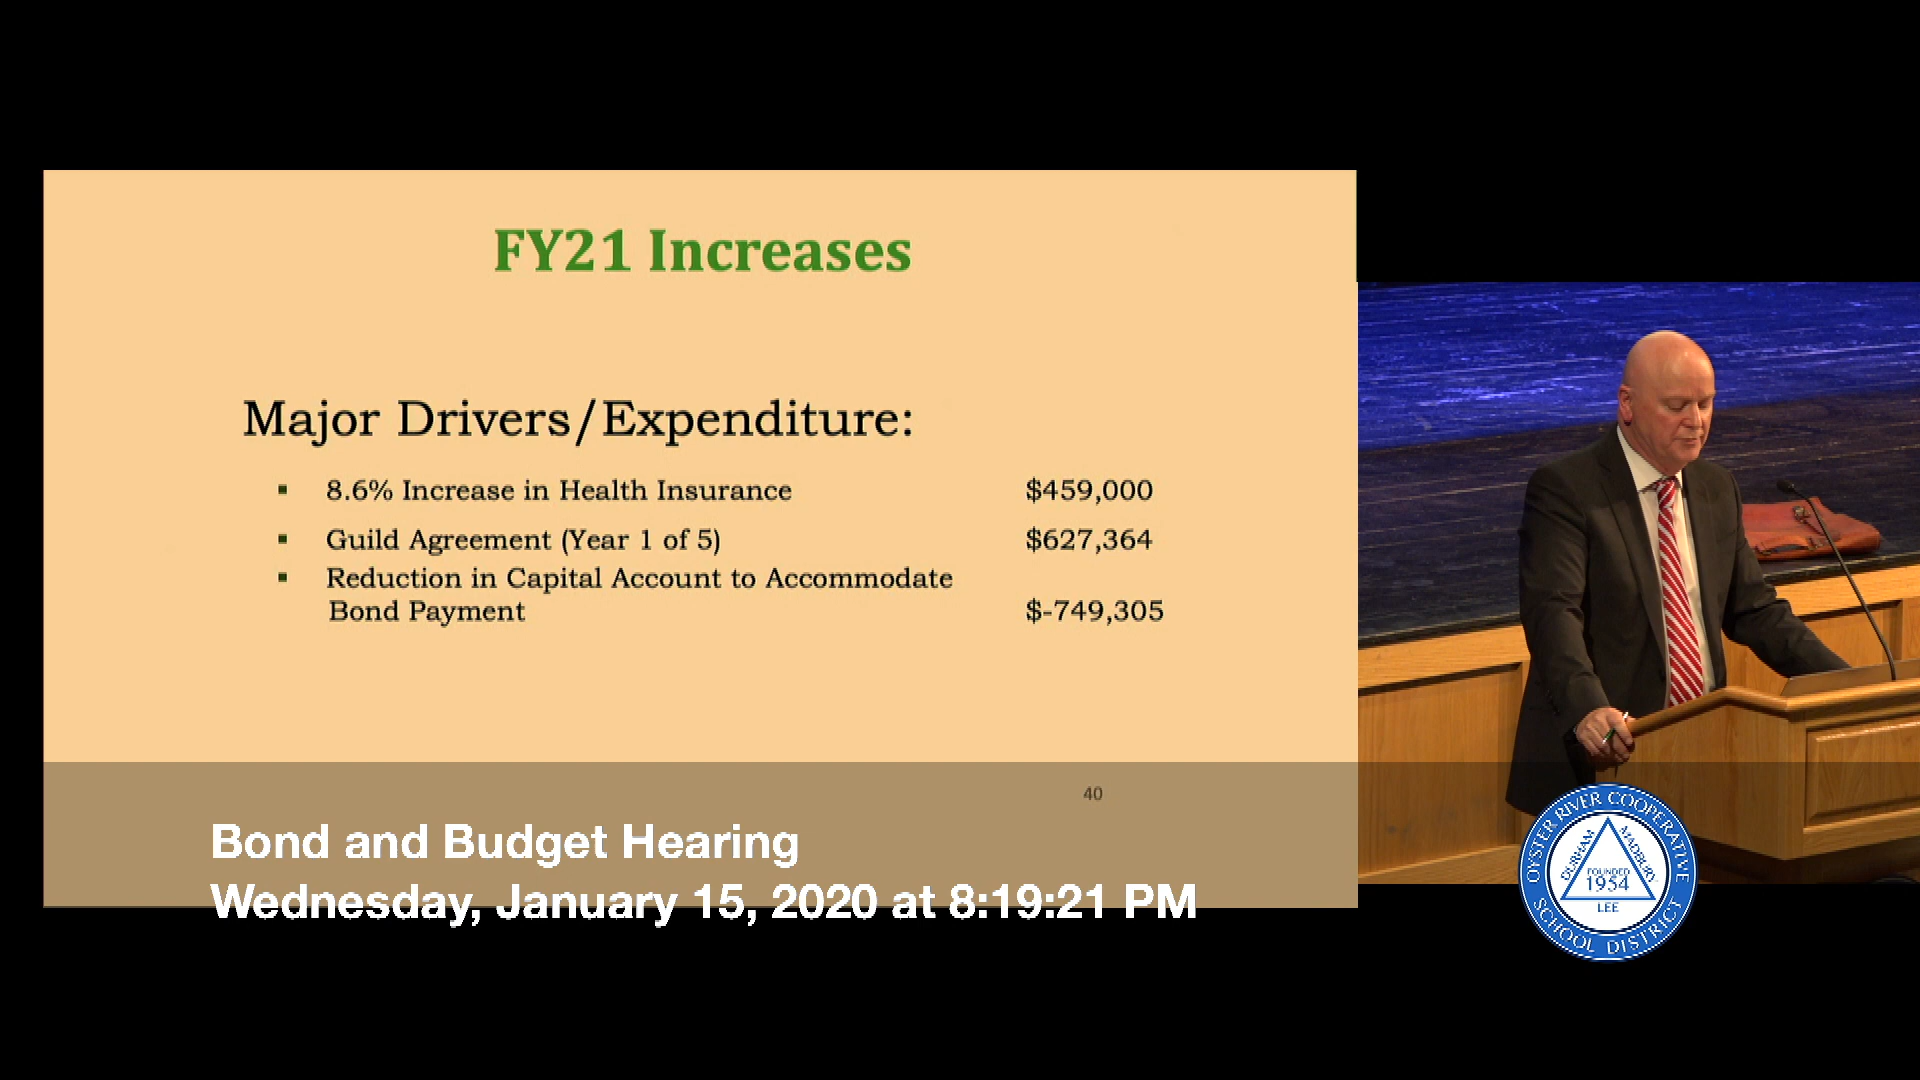 FY21 Increases
Major Drivers/Expenditure:
▪ 8.6% Increase in Health Insurance $459,000
▪ Guild Agreement (Year 1 of 5) $627,364
▪ Reduction in Capital Account to Accommodate
Bond Payment $-749,305
40
Bond and Budget Hearing
Wednesday, January 15, 2020 at 8:19:21 PM
OYSTER RIVER COOPERATIVE
DURHAM
MADBURY
FOUNDED
1954
LEE
SCHOOL DISTRICT